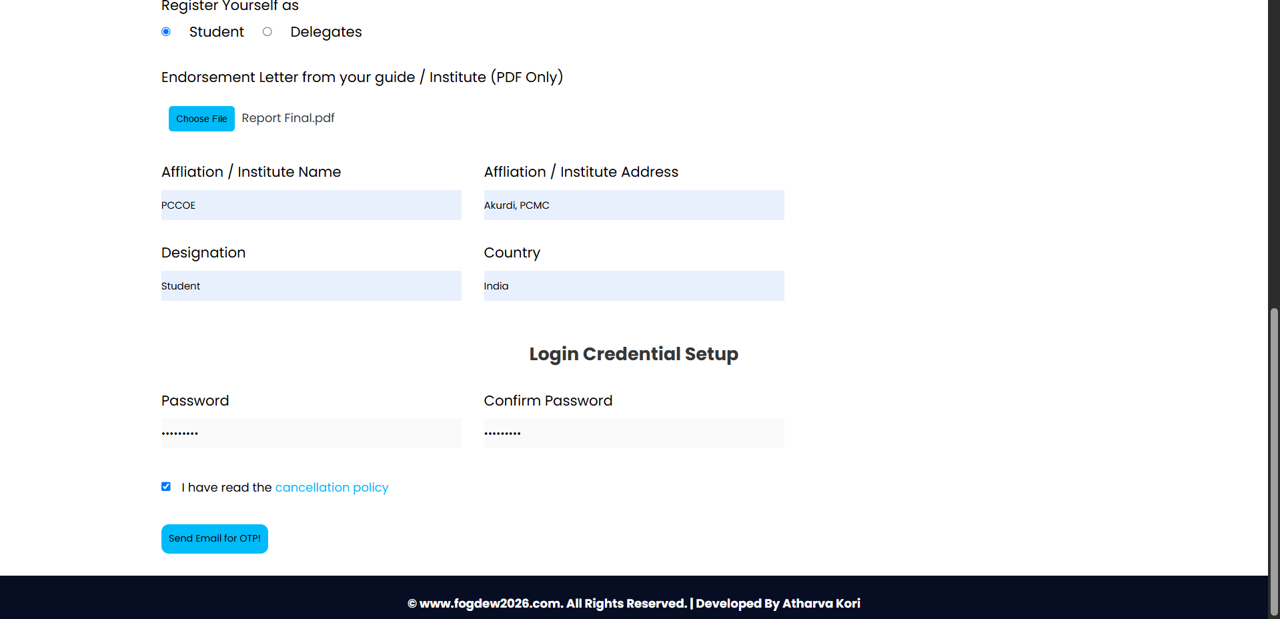 Register Yourself as
Student Delegates
Endorsement Letter from your guide / Institute (PDF Only)
Choose File Report Final.pdf
Affliation / Institute Name Affliation / Institute Address
PCCOE Akurdi, PCMC
Designation Country
Student India
Login Credential Setup
Password Confirm Password
••••••••• •••••••••
I have read the cancellation policy
Send Email for OTP!
© www.fogdew2026.com. All Rights Reserved. | Developed By Atharva Kori